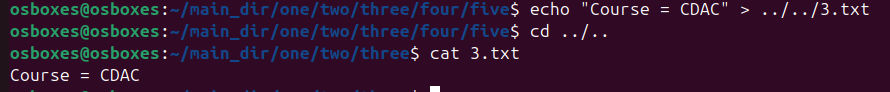 osboxes@osboxes:~/main_dir/one/two/three/four/five$ echo "Course = CDAC" > ../../3.txt
osboxes@osboxes:~/main_dir/one/two/three/four/five$ cd ../..
osboxes@osboxes:~/main_dir/one/two/three$ cat 3.txt
Course = CDAC